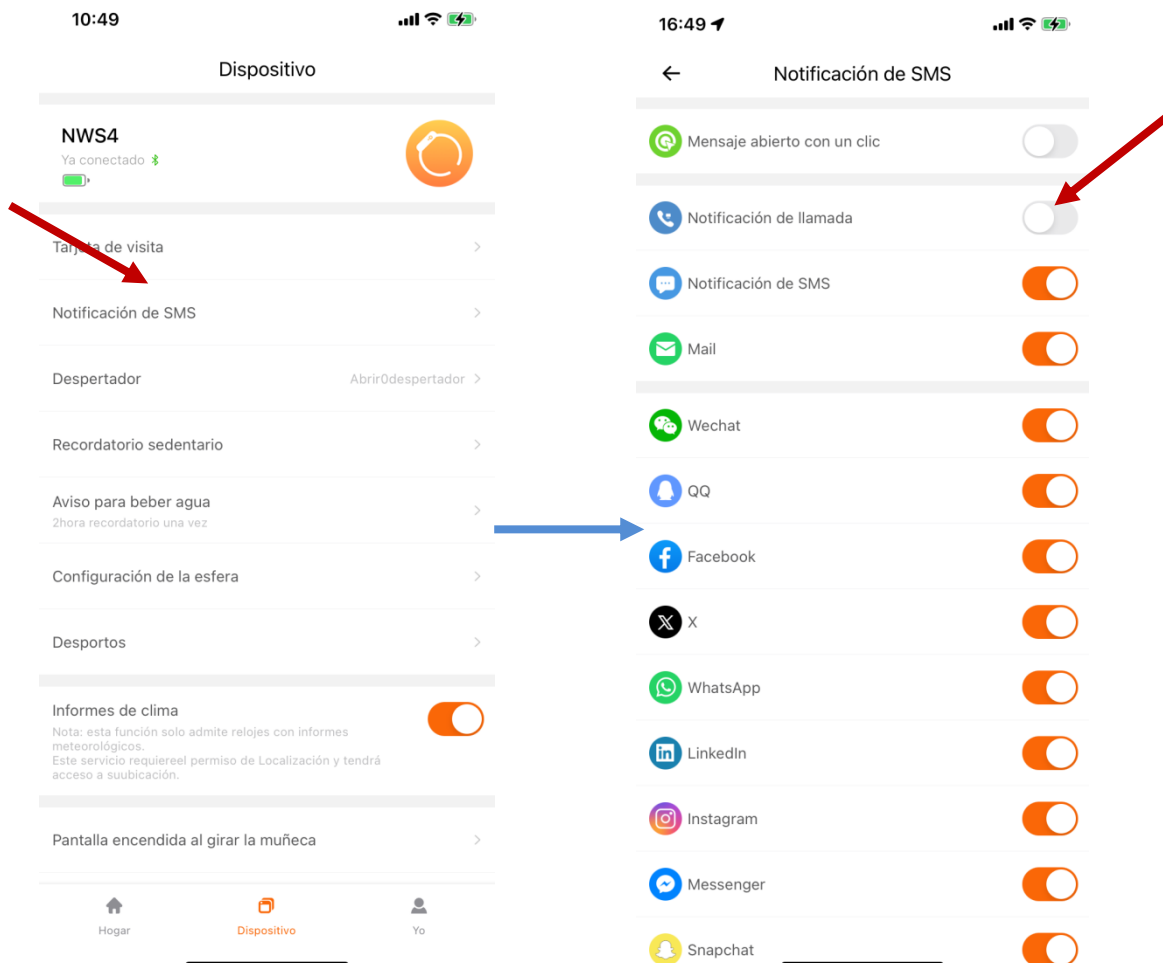 10:49
Dispositivo
NWS4
Ya conectado
Tarjeta de visita
Notificación de SMS
Despertador
Abrir0despertador
Recordatorio sedentario
Aviso para beber agua
2hora recordatorio una vez
Configuración de la esfera
Desportos
Informes de clima
Nota: esta función solo admite relojes con informes
meteorológicos.
Este servicio requiereel permiso de Localización y tendrá
acceso a suubicación.
Pantalla encendida al girar la muñeca
Hogar
Dispositivo
Yo
16:49
Notificación de SMS
Mensaje abierto con un clic
Notificación de llamada
Notificación de SMS
Mail
Wechat
QQ
Facebook
X
WhatsApp
LinkedIn
Instagram
Messenger
Snapchat